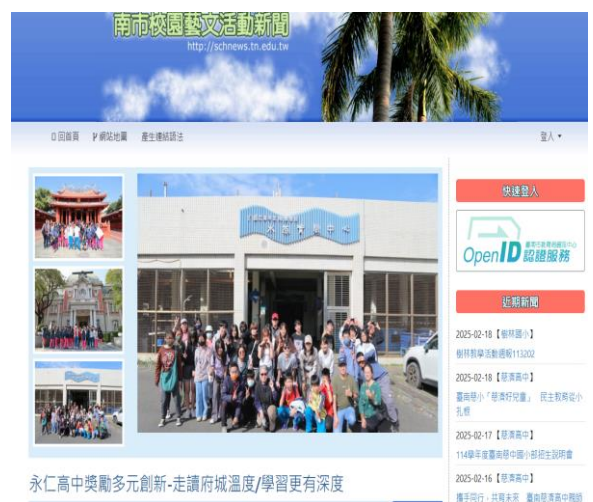 南市校園藝文活動新聞
http://schnews.tn.edu.tw
回首頁 網站地圖 產生連結語法
登入
快速登入
OpenID 認證服務
近期新聞
2025-02-18【樹林國小】
樹林教學活動週報113202
2025-02-18【慈濟高中】
臺南慈小「慈濟好兒童」 民主教育從小
扎根
2025-02-17【慈濟高中】
114學年度臺南慈中國小部招生說明會
2025-02-16【慈濟高中】
攜手同行，共育未來 臺南慈濟高中親師
永仁高中獎勵多元創新-走讀府城溫度/學習更有深度